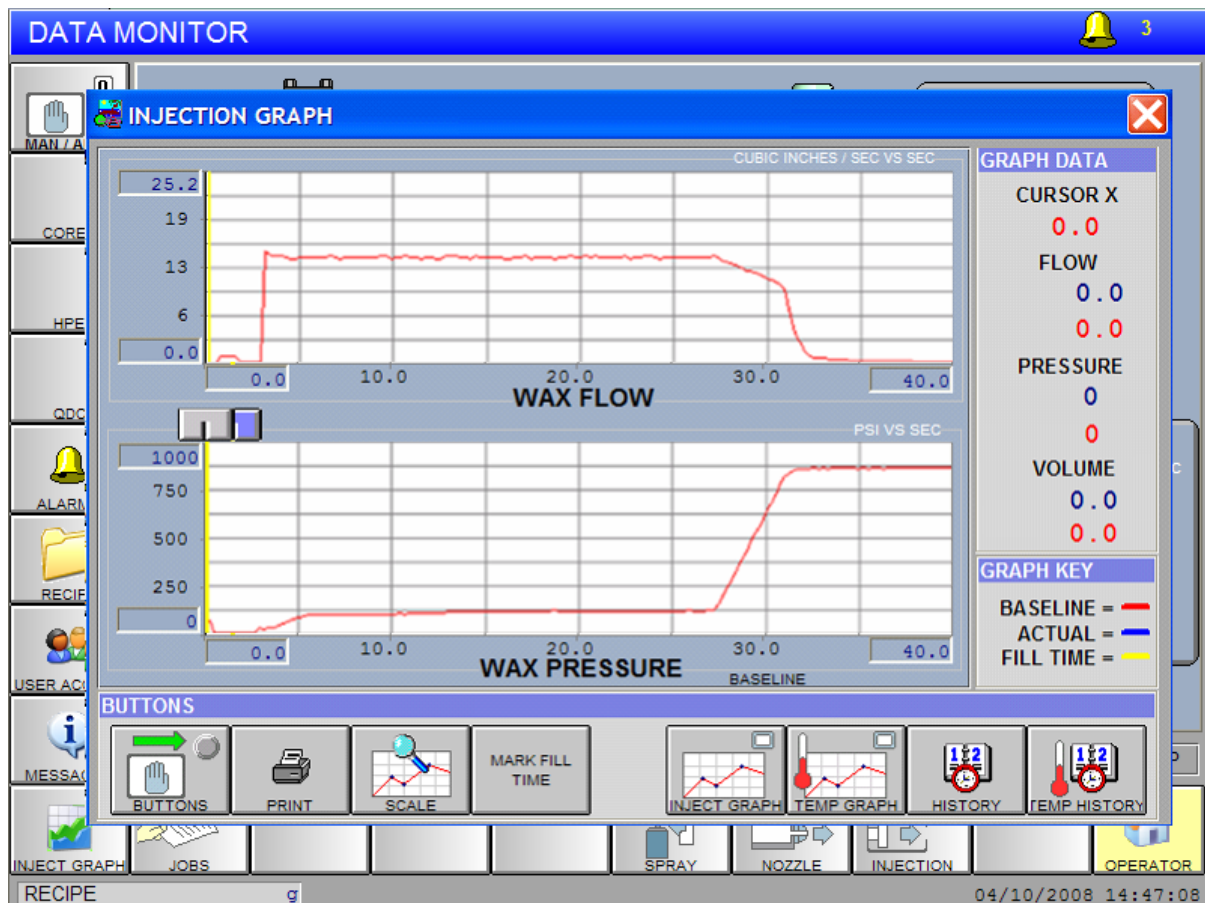 DATA MONITOR
3
MAN / A
INJECTION GRAPH
CUBIC INCHES / SEC VS SEC
25.2
19
13
6
0.0
0.0 10.0 20.0 30.0 40.0
WAX FLOW
PSI VS SEC
1000
750
500
250
0
0.0 10.0 20.0 30.0 40.0
WAX PRESSURE
BASELINE
GRAPH DATA
CURSOR X
0.0
FLOW
0.0
0.0
PRESSURE
0
0
VOLUME
0.0
0.0
GRAPH KEY
BASELINE =
ACTUAL =
FILL TIME =
BUTTONS
BUTTONS
PRINT
SCALE
MARK FILL
TIME
INJECT GRAPH
TEMP GRAPH
HISTORY
TEMP HISTORY
CORE
HPE
QDC
ALARM
RECIP
USER ACC
MESSAG
INJECT GRAPH
JOBS
SPRAY
NOZZLE
INJECTION
OPERATOR
RECIPE g
04/10/2008 14:47:08